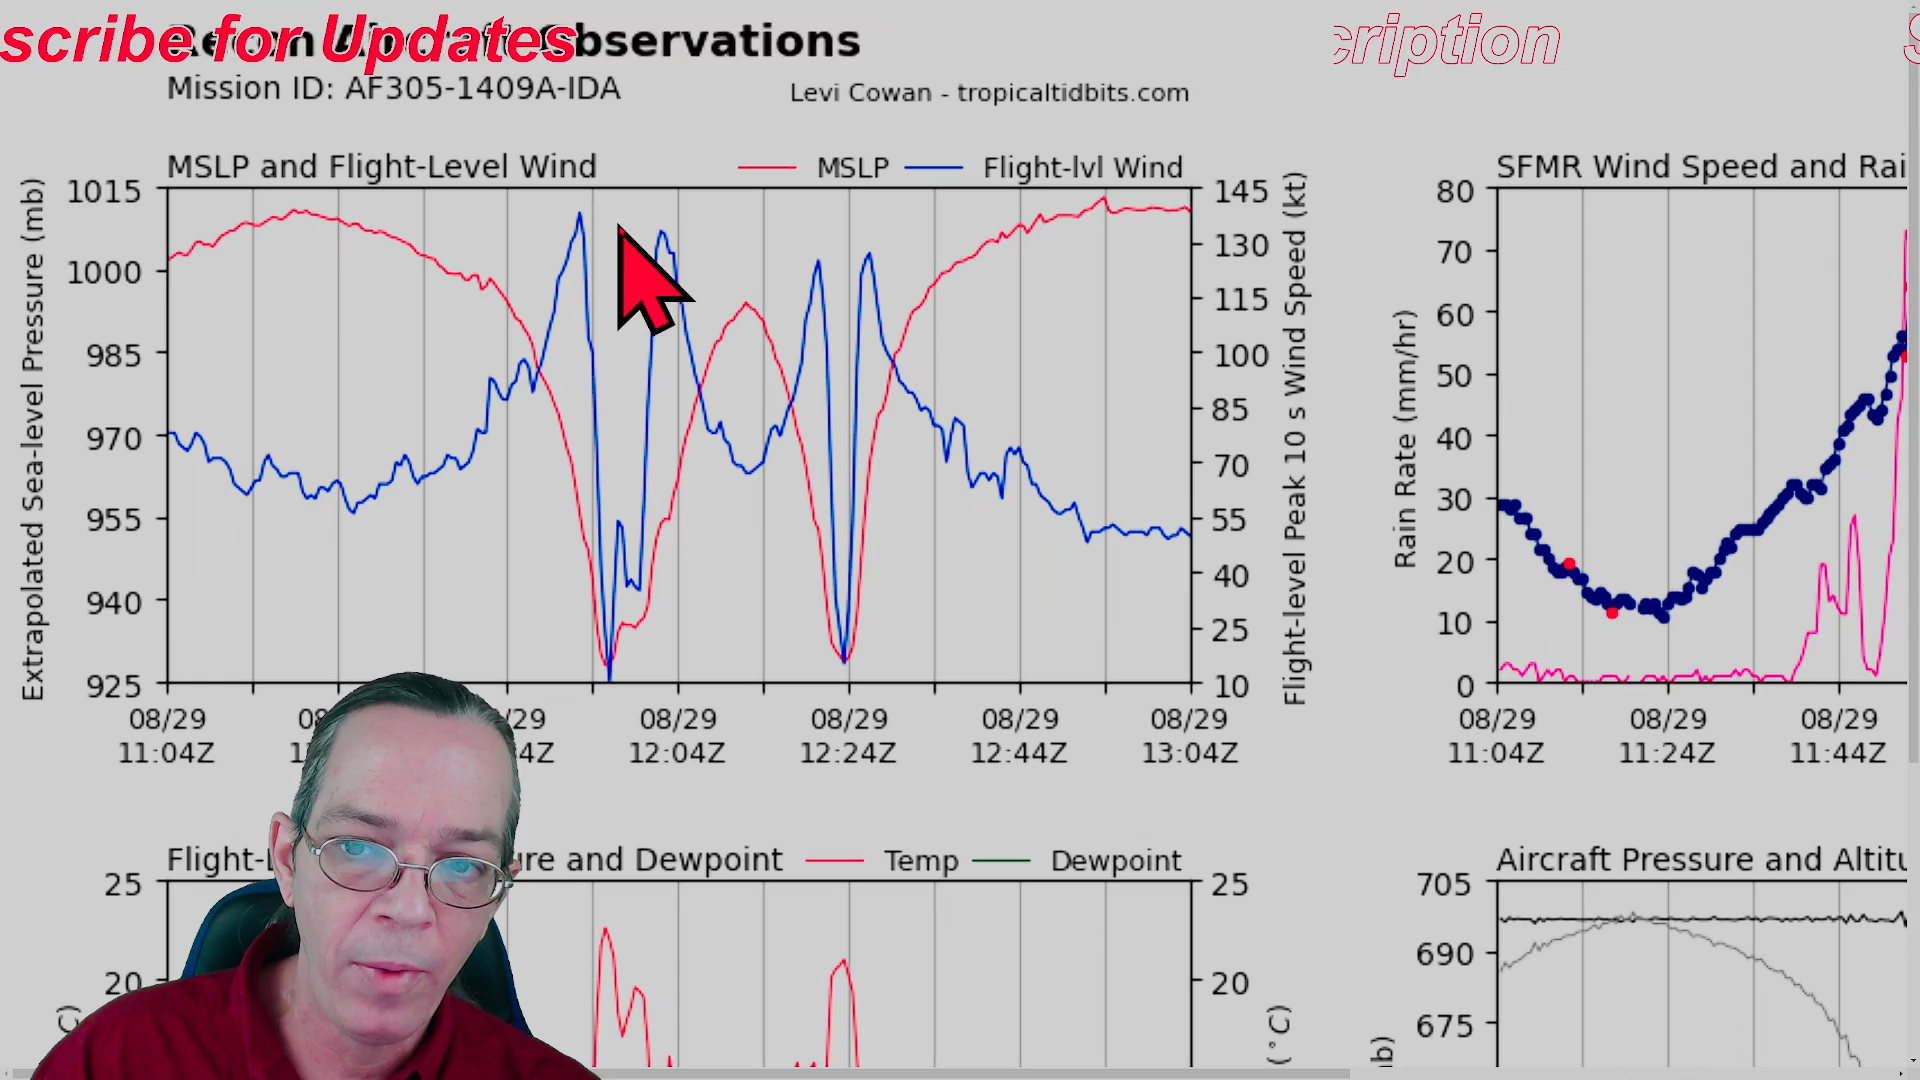 scribe for Updates
bservations
cription
Mission ID: AF305-1409A-IDA
Levi Cowan - tropicaltidbits.com
MSLP and Flight-Level Wind
MSLP
Flight-lvl Wind
Extrapolated Sea-level Pressure (mb)
1015
1000
985
970
955
940
925
145
130
115
100
85
70
55
40
25
10
Flight-level Peak 10 s Wind Speed (kt)
08/29
11:04Z
08/29
12:04Z
08/29
12:24Z
08/29
12:44Z
08/29
13:04Z
SFMR Wind Speed and Rai
Rain Rate (mm/hr)
80
70
60
50
40
30
20
10
0
08/29
11:04Z
08/29
11:24Z
08/29
11:44Z
Flight-L
re and Dewpoint
Temp
Dewpoint
25
20
25
20
(°C)
Aircraft Pressure and Altitu
705
690
675